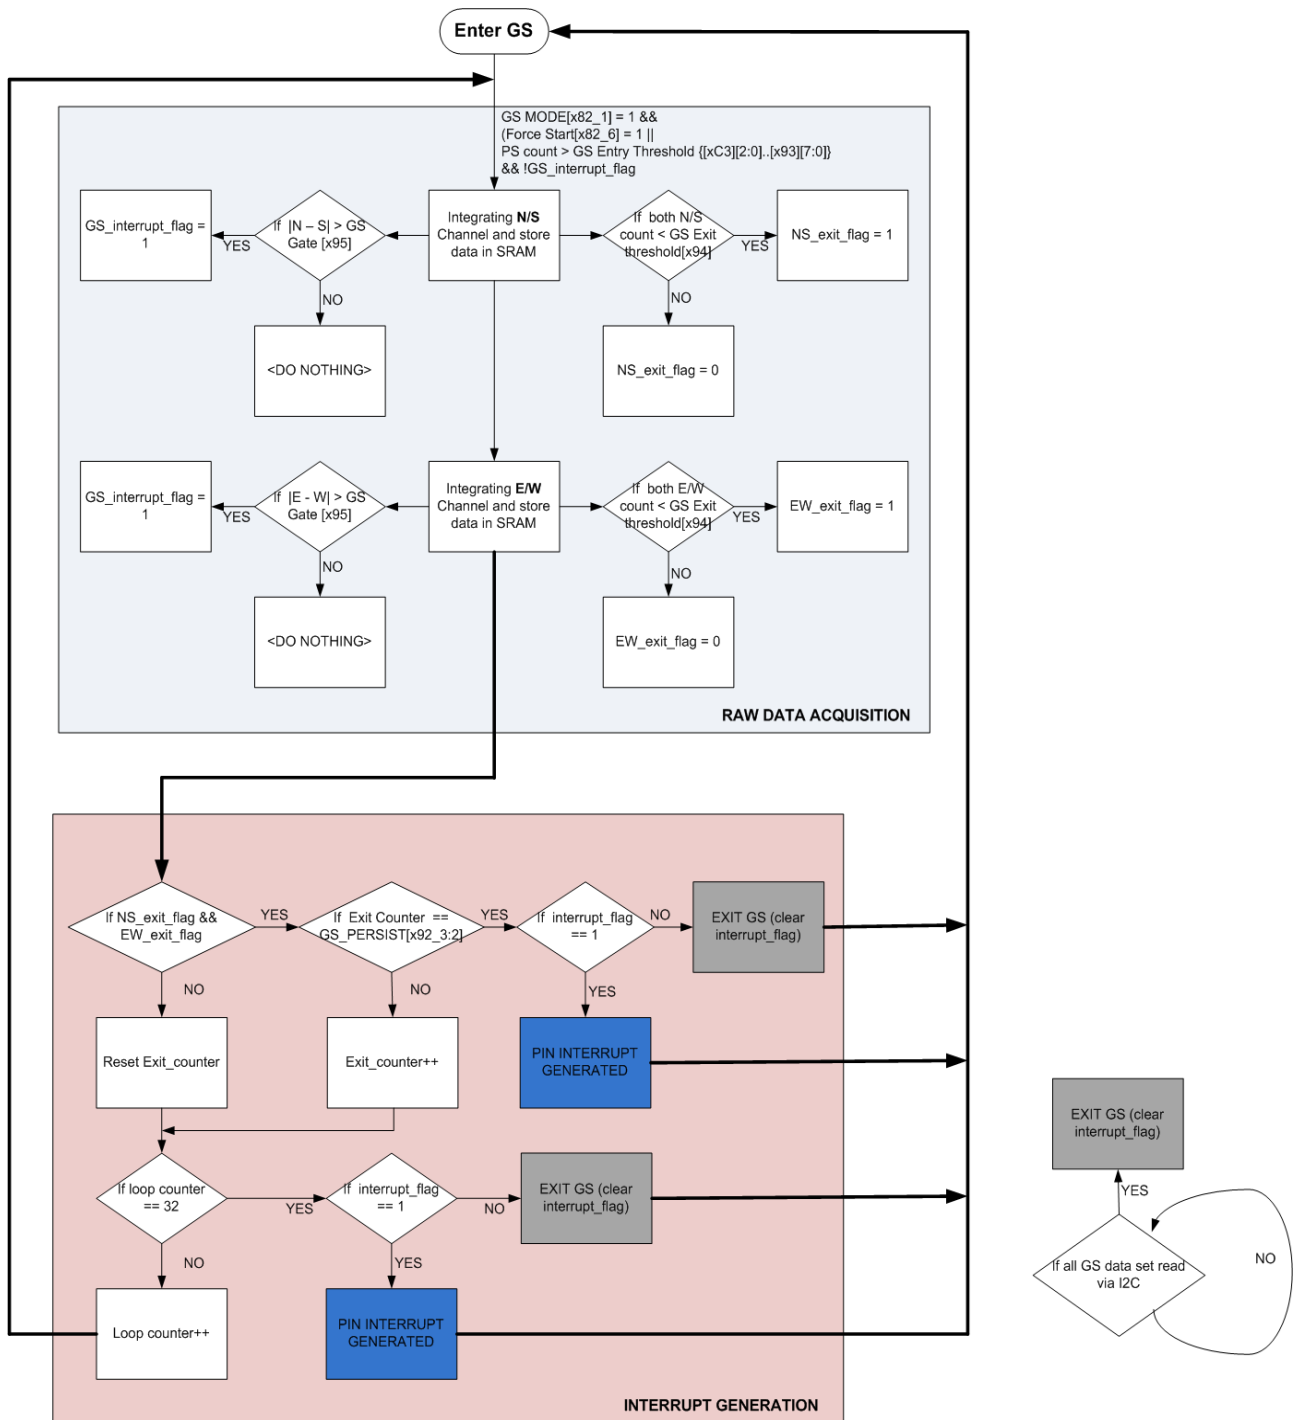 Enter GS
GS MODE[x82_1] = 1 &&
(Force Start[x82_6] = 1 ||
PS count > GS Entry Threshold {[xC3][2:0]..[x93][7:0]}
&& !GS_interrupt_flag
GS_interrupt_flag =
1
YES
If |N – S| > GS
Gate [x95]
Integrating N/S
Channel and store
data in SRAM
If both N/S
count < GS Exit
threshold[x94]
YES
NS_exit_flag = 1
NO
NO
<DO NOTHING>
NS_exit_flag = 0
GS_interrupt_flag =
1
YES
If |E - W| > GS
Gate [x95]
Integrating E/W
Channel and store
data in SRAM
If both E/W
count < GS Exit
threshold[x94]
YES
EW_exit_flag = 1
NO
NO
<DO NOTHING>
EW_exit_flag = 0
RAW DATA ACQUISITION
If NS_exit_flag &&
EW_exit_flag
YES
If Exit Counter ==
GS_PERSIST[x92_3:2]
YES
If interrupt_flag
== 1
NO
EXIT GS (clear
interrupt_flag)
NO
NO
YES
Reset Exit_counter
Exit_counter++
PIN INTERRUPT
GENERATED
If loop counter
== 32
YES
If interrupt_flag
== 1
NO
EXIT GS (clear
interrupt_flag)
NO
YES
Loop counter++
PIN INTERRUPT
GENERATED
INTERRUPT GENERATION
EXIT GS (clear
interrupt_flag)
YES
If all GS data set read
via I2C
NO